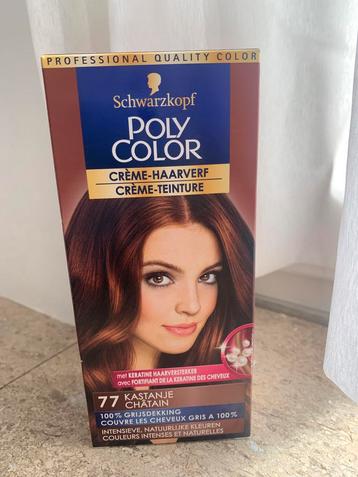 PROFESSIONAL QUALITY COLOR
Schwarzkopf
POLY
COLOR
CRÈME-HAARVERF
CRÈME-TEINTURE
met KERATINE HAARVERSTERKER
avec FORTIFIANT DE LA KERATINE DES CHEVEUX
77 KASTANJE
CHÂTAIN
100% GRIJSDEKKING
COUVRE LES CHEVEUX GRIS A 100%
INTENSIEVE, NATUURLIJKE KLEUREN
COULEURS INTENSES ET NATURELLES